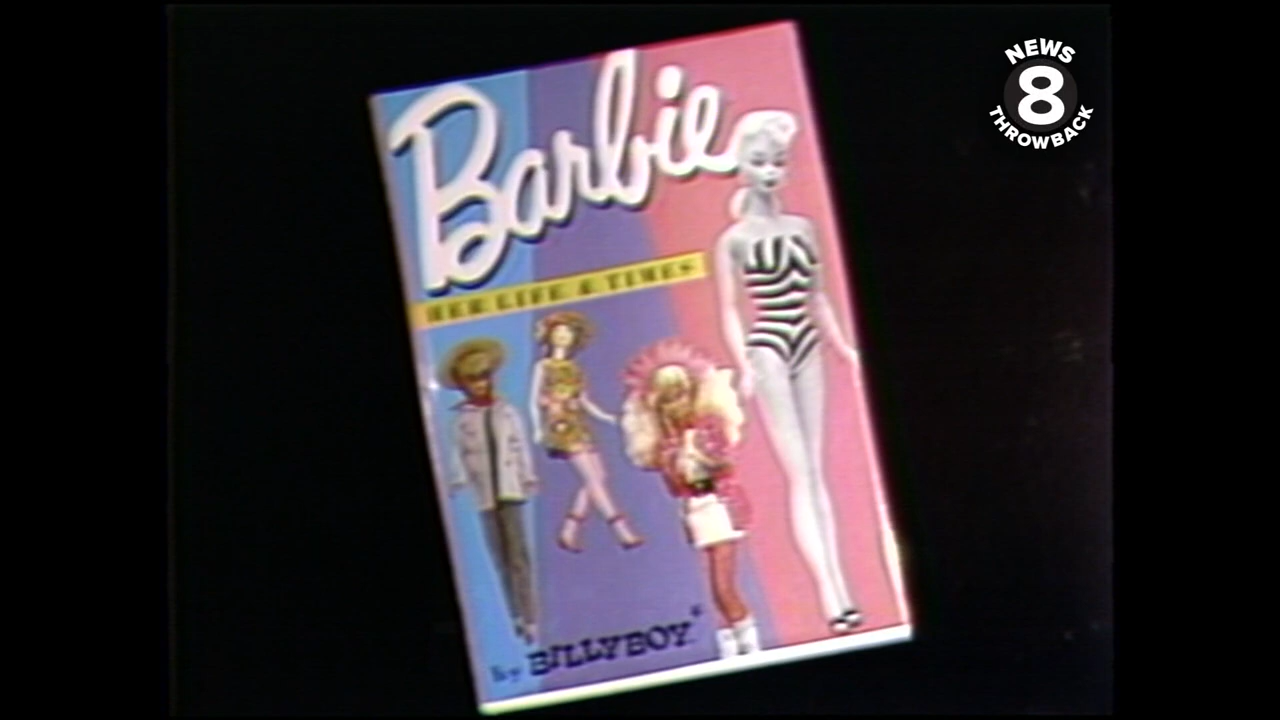 Barbie
HER LIFE & TIMES
by BILLYBOY*
NEWS
8
THROWBACK